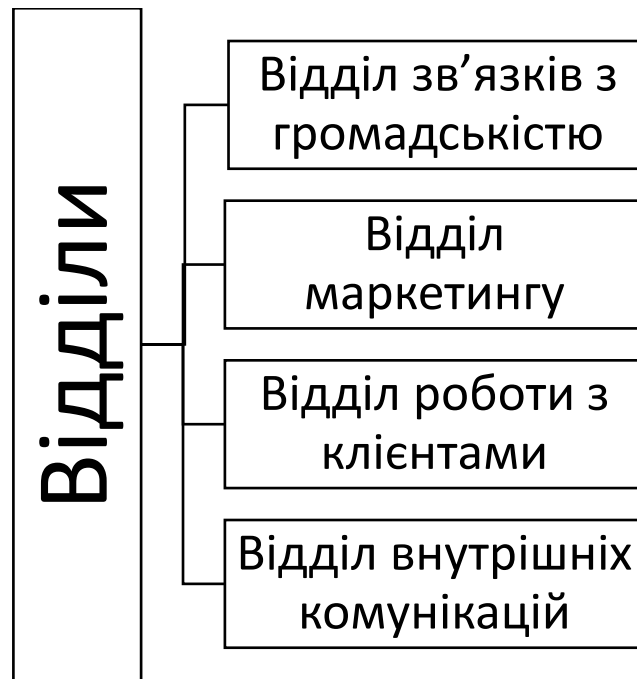 Відділи
Відділ зв’язків з
громадськістю
Відділ
маркетингу
Відділ роботи з
клієнтами
Відділ внутрішніх
комунікацій